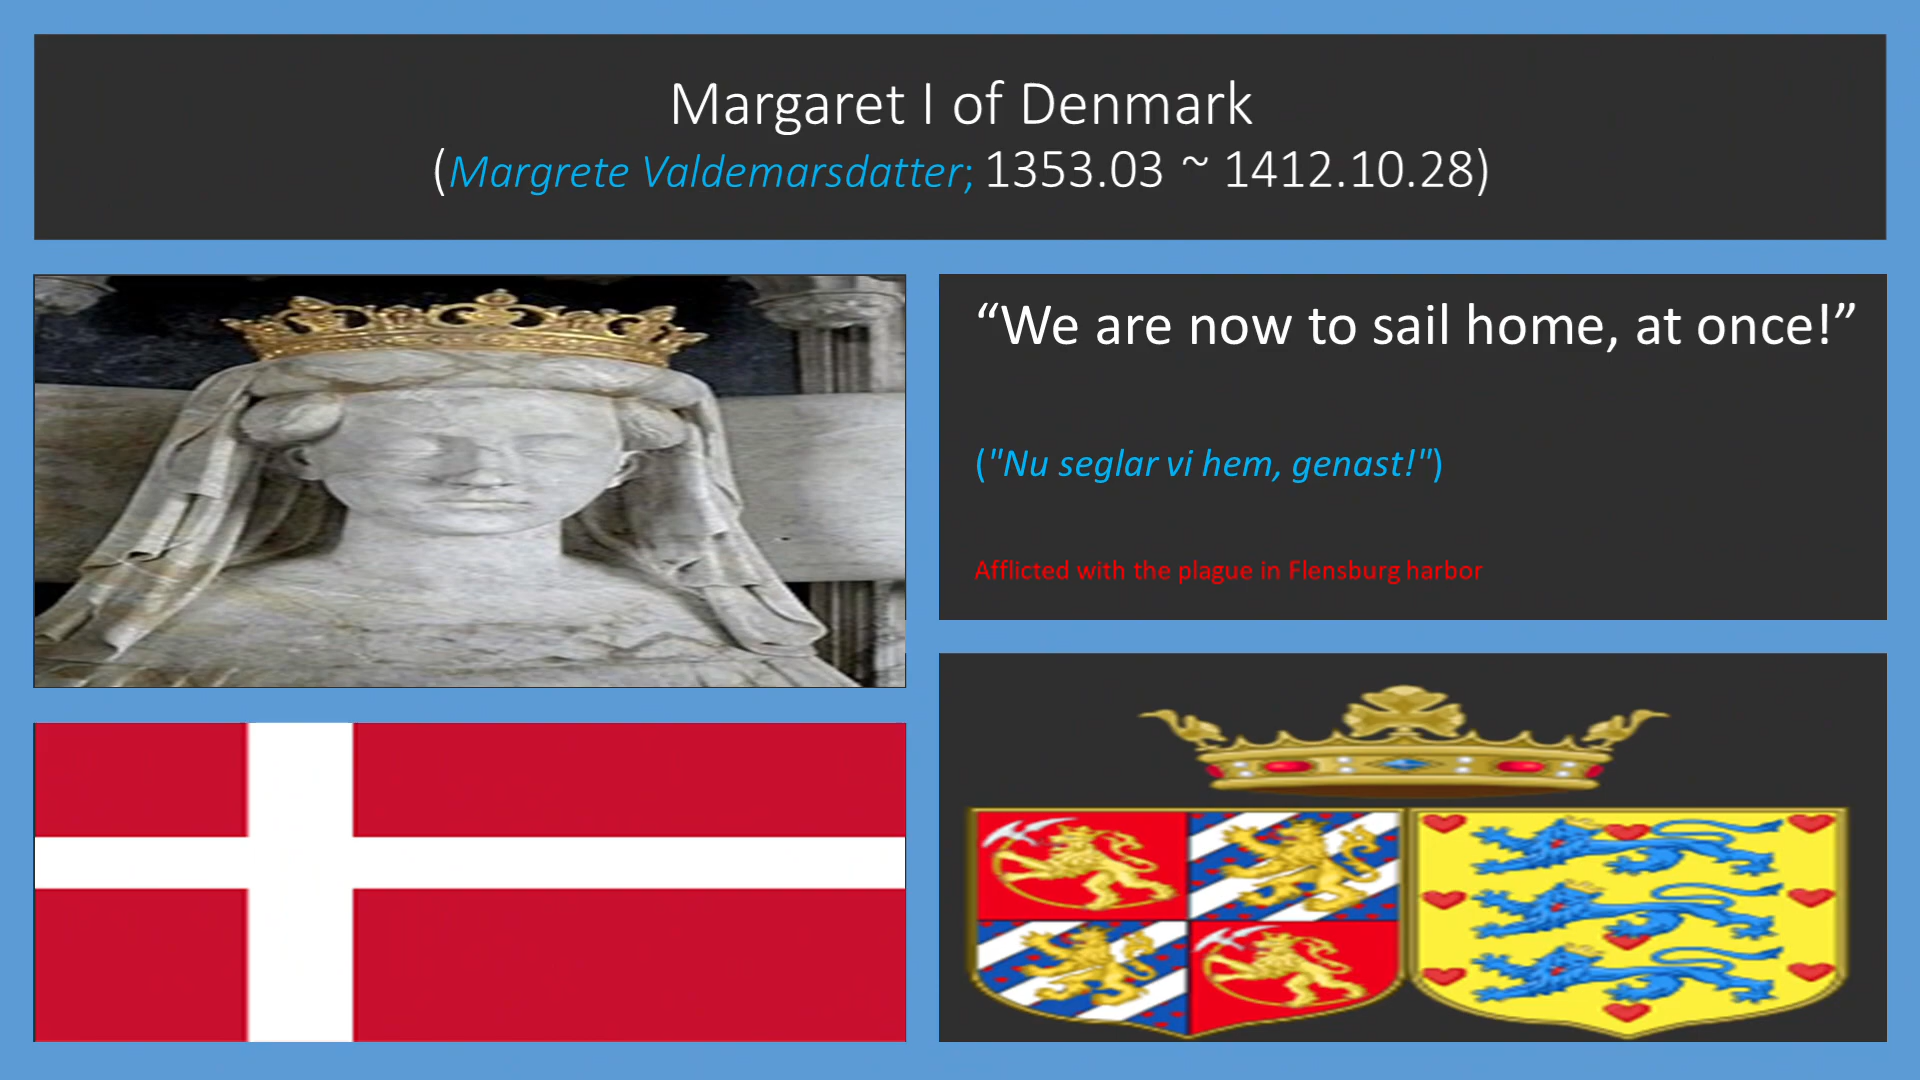 Margaret I of Denmark
(Margrete Valdemarsdatter; 1353.03 ~ 1412.10.28)
“We are now to sail home, at once!”
("Nu seglar vi hem, genast!")
Afflicted with the plague in Flensburg harbor